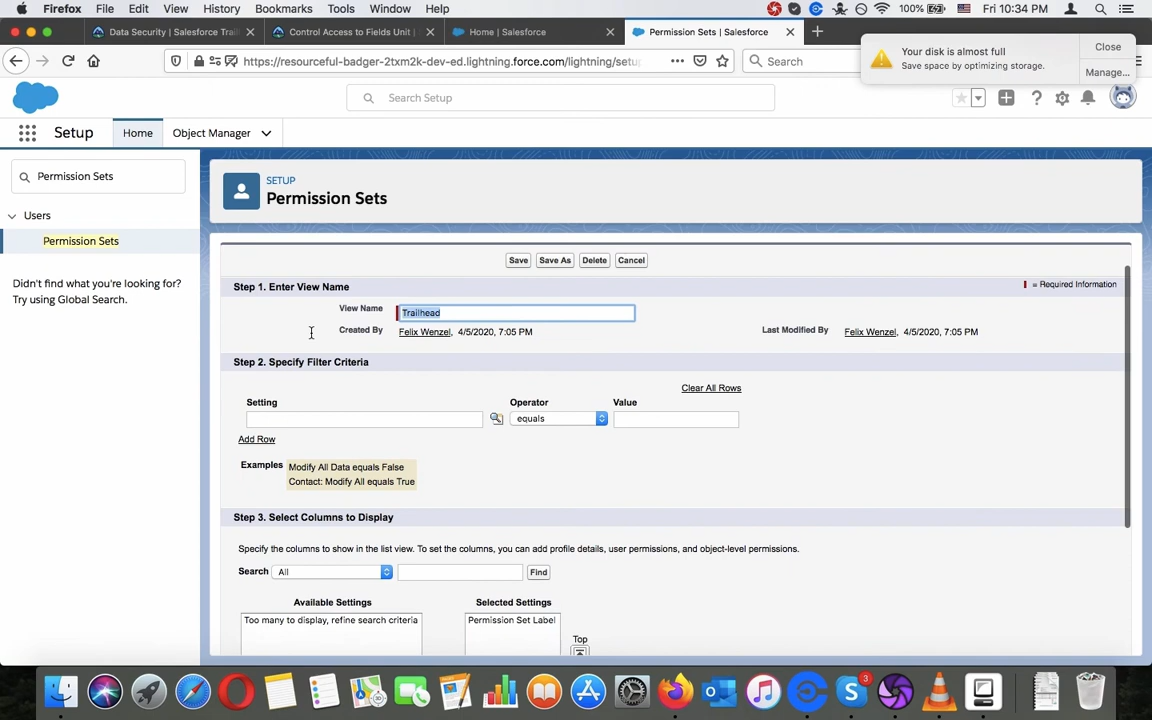 Firefox File Edit View History Bookmarks Tools Window Help 100% Fri 10:34 PM
Data Security | Salesforce Trail
Control Access to Fields Unit |
Home | Salesforce
Permission Sets | Salesforce
https://resourceful-badger-2txm2k-dev-ed.lightning.force.com/lightning/setu
Search
Your disk is almost full
Save space by optimizing storage.
Close
Manage...
Search Setup
Setup Home Object Manager
Permission Sets
Users
Permission Sets
Didn't find what you're looking for?
Try using Global Search.
SETUP
Permission Sets
Save Save As Delete Cancel
Step 1. Enter View Name
= Required Information
View Name Trailhead
Created By Felix Wenzel, 4/5/2020, 7:05 PM Last Modified By Felix Wenzel, 4/5/2020, 7:05 PM
Step 2. Specify Filter Criteria
Clear All Rows
Setting Operator Value
equals
Add Row
Examples Modify All Data equals False
Contact: Modify All equals True
Step 3. Select Columns to Display
Specify the columns to show in the list view. To set the columns, you can add profile details, user permissions, and object-level permissions.
Search All Find
Available Settings Selected Settings
Too many to display, refine search criteria Permission Set Label
Top
3